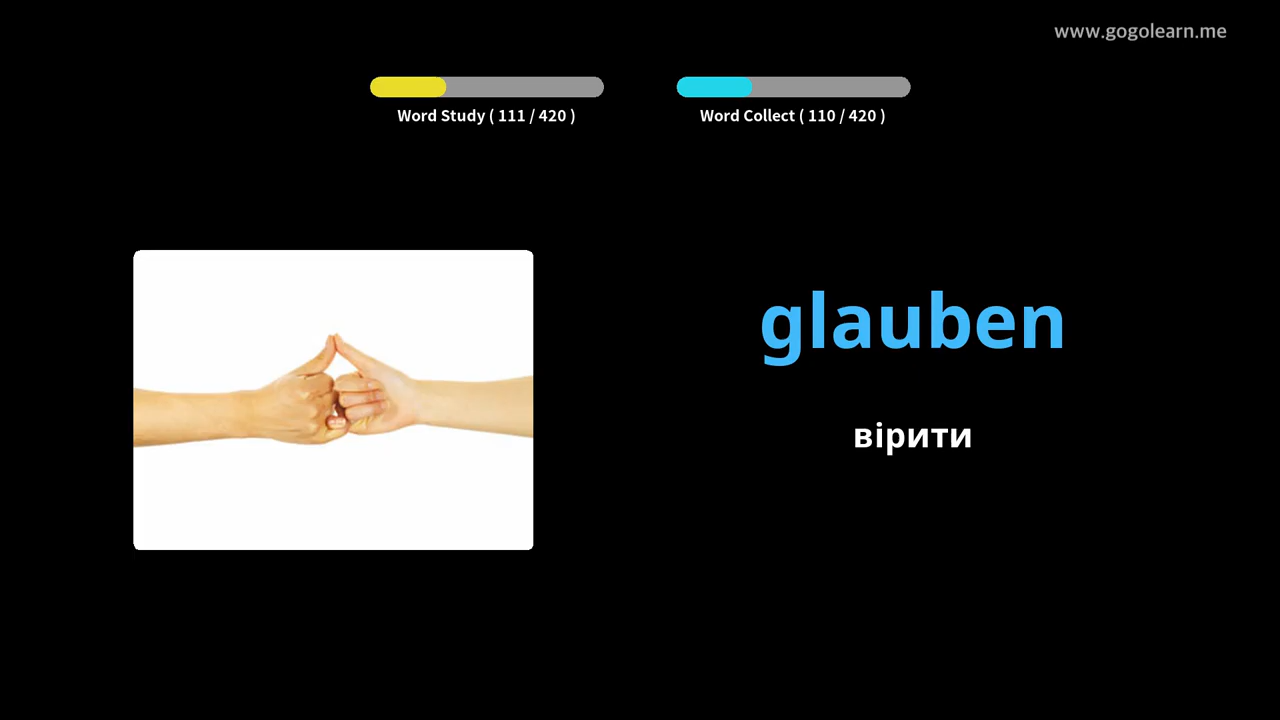 www.gogolearn.me
Word Study ( 111 / 420 )
Word Collect ( 110 / 420 )
glauben
вірити